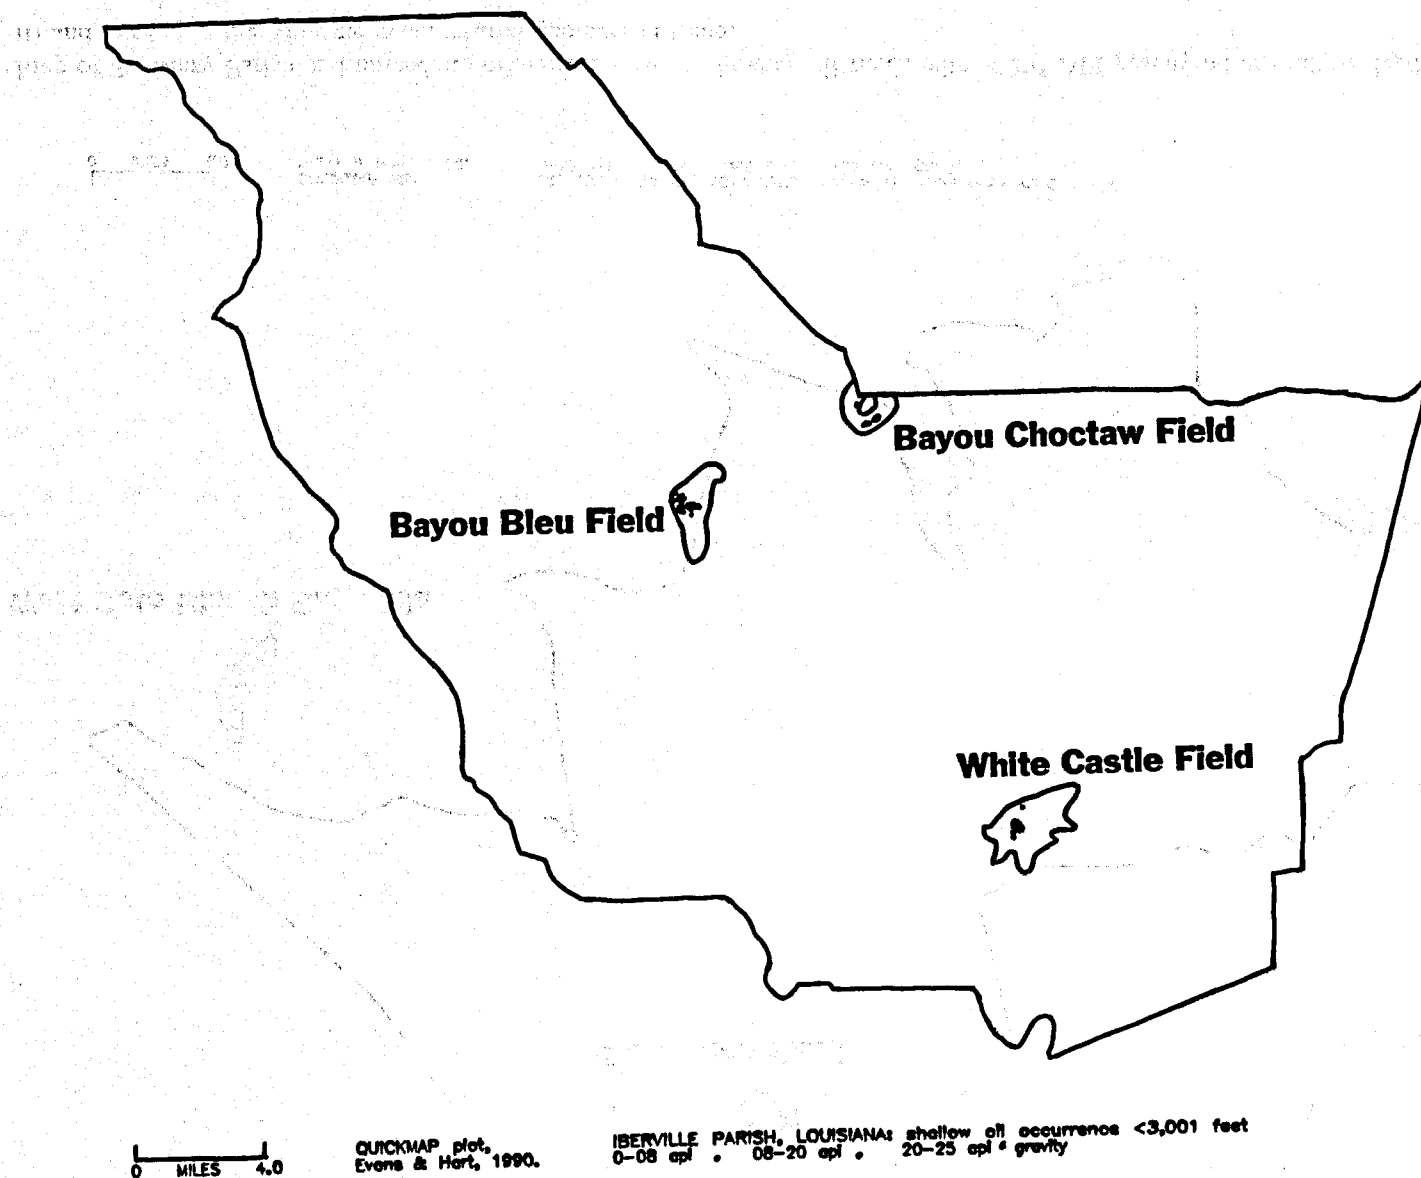 Bayou Choctaw Field
Bayou Bleu Field
White Castle Field
0 MILES 4.0
QUICKMAP plot,
Evans & Hart, 1990.
IBERVILLE PARISH, LOUISIANA: shallow oil occurrence <3,001 feet
0-08 api . 08-20 api . 20-25 api * gravity